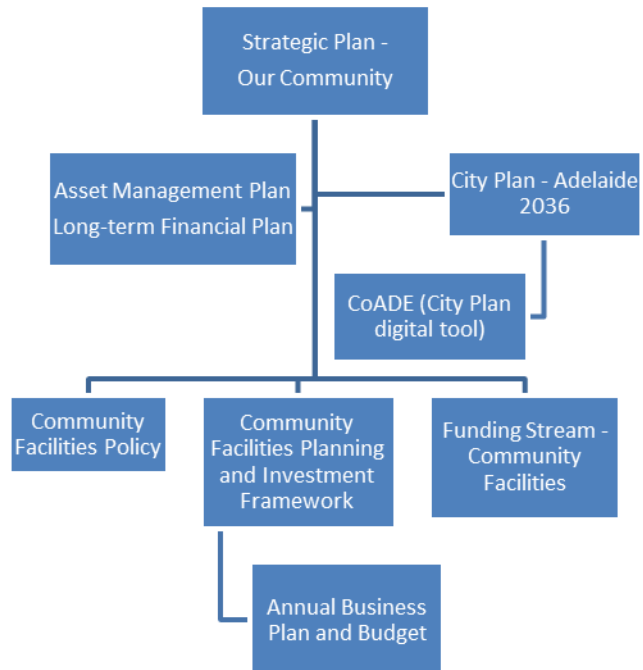 Strategic Plan -
Our Community
Asset Management Plan
Long-term Financial Plan
City Plan - Adelaide
2036
CoADE (City Plan
digital tool)
Community
Facilities Policy
Community
Facilities Planning
and Investment
Framework
Funding Stream -
Community
Facilities
Annual Business
Plan and Budget